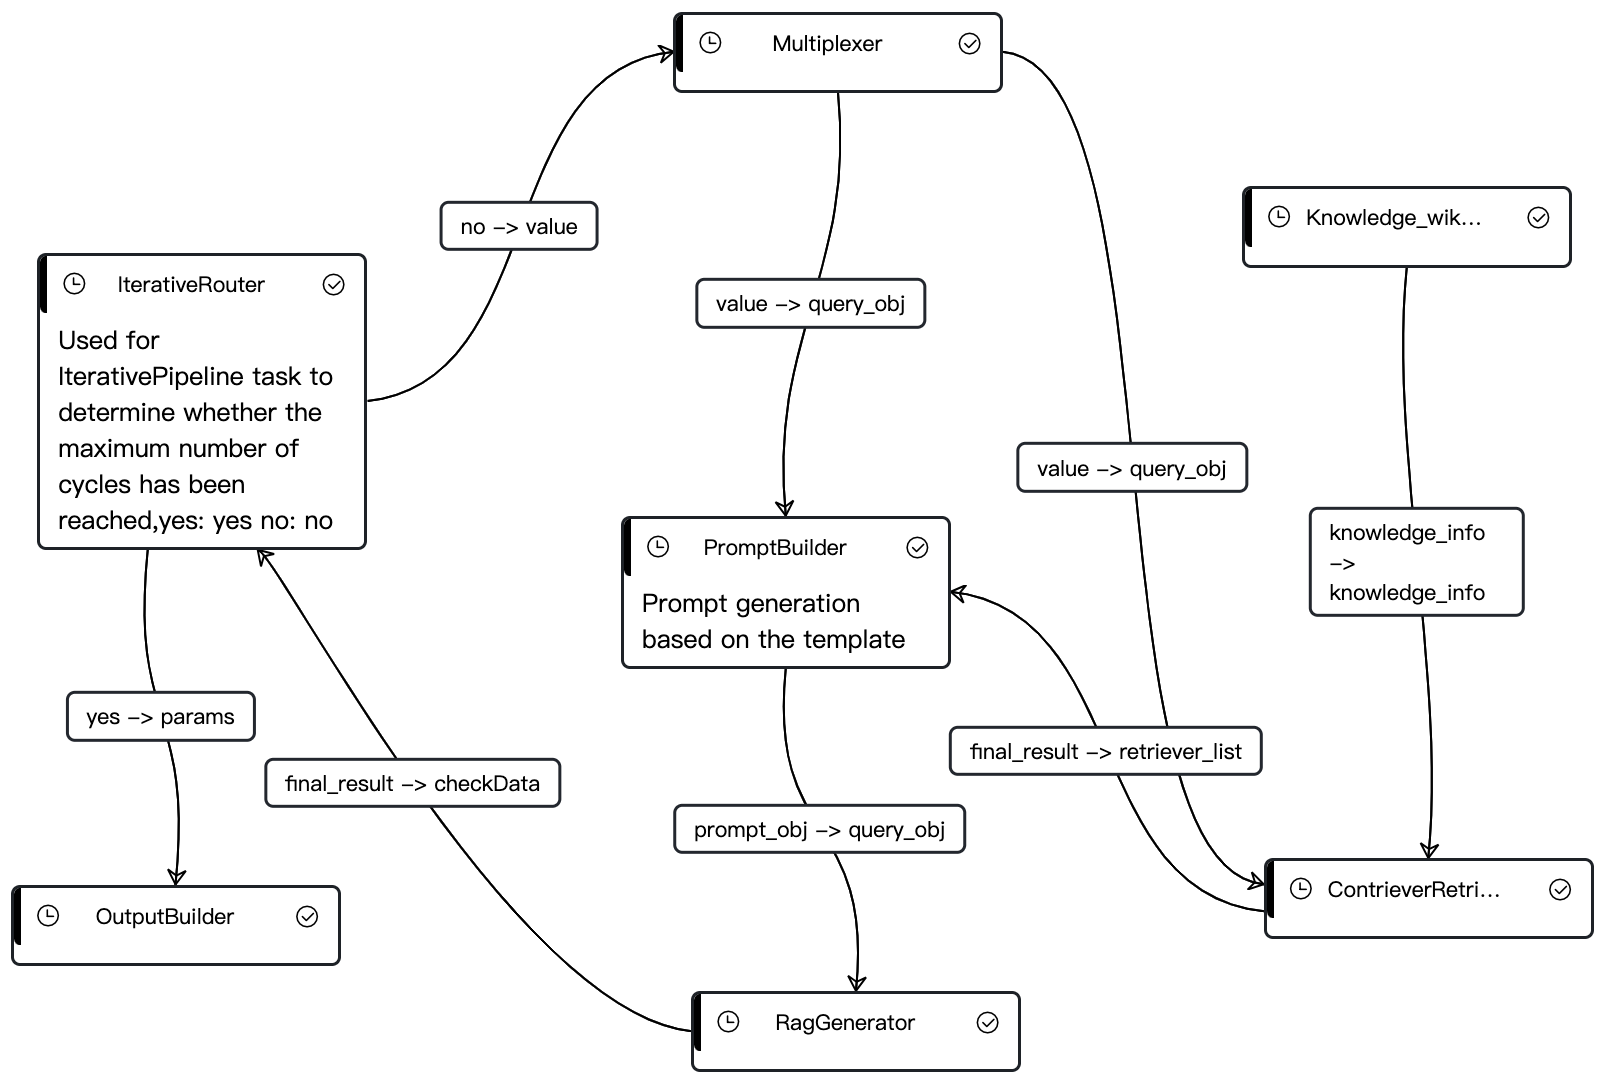 Multiplexer
Knowledge_wik...
no -> value
IterativeRouter
Used for
IterativePipeline task to
determine whether the
maximum number of
cycles has been
reached,yes: yes no: no
value -> query_obj
value -> query_obj
knowledge_info
->
knowledge_info
PromptBuilder
Prompt generation
based on the template
yes -> params
final_result -> checkData
final_result -> retriever_list
prompt_obj -> query_obj
ContrieverRetri...
OutputBuilder
RagGenerator